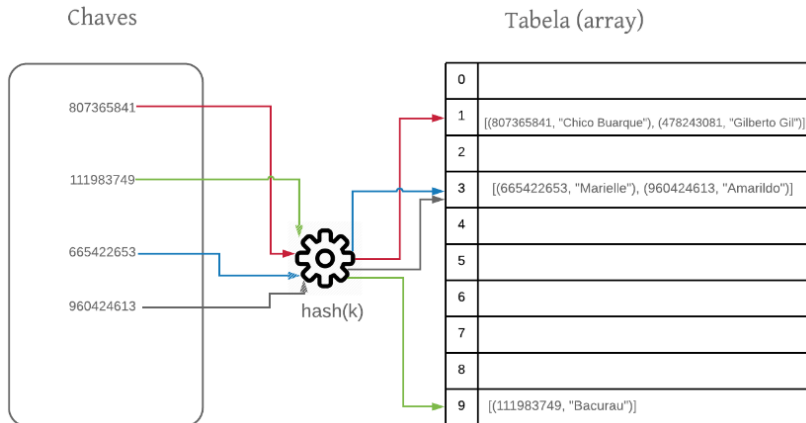 Chaves
Tabela (array)
807365841
111983749
665422653
960424613
hash(k)
0
1 [(807365841, "Chico Buarque"), (478243081, "Gilberto Gil")]
2
3 [(665422653, "Marielle"), (960424613, "Amarildo")]
4
5
6
7
8
9 [(111983749, "Bacurau")]